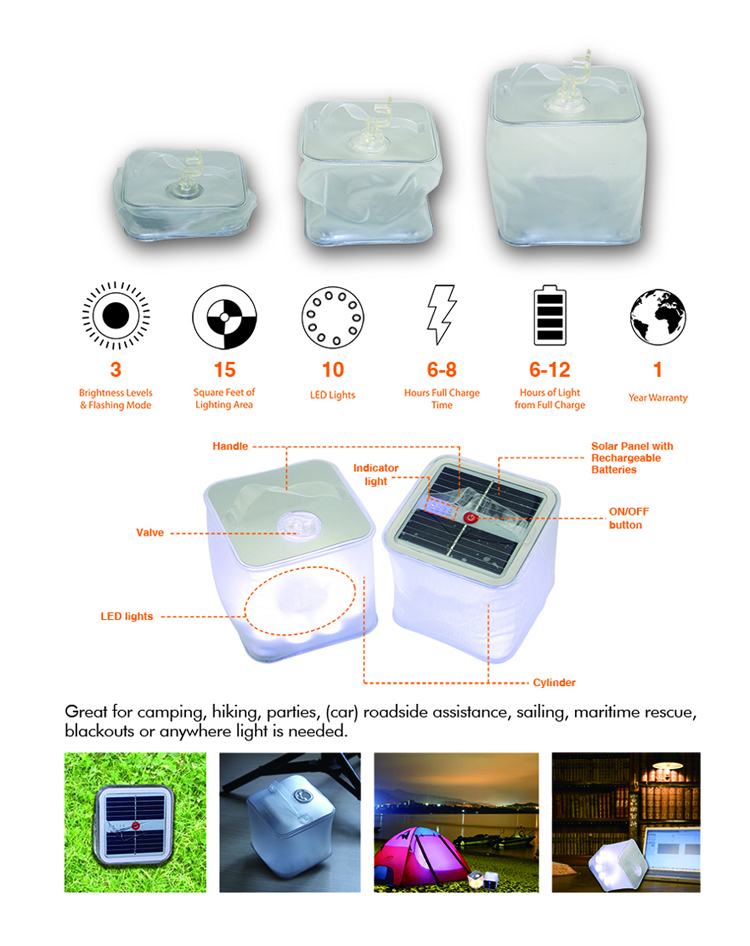 3
Brightness Levels
& Flashing Mode
15
Square Feet of
Lighting Area
10
LED Lights
6-8
Hours Full Charge
Time
6-12
Hours of Light
from Full Charge
1
Year Warranty
Handle
Indicator
light
Solar Panel with
Rechargeable
Batteries
Valve
ON/OFF
button
LED lights
Cylinder
Great for camping, hiking, parties, (car) roadside assistance, sailing, maritime rescue,
blackouts or anywhere light is needed.